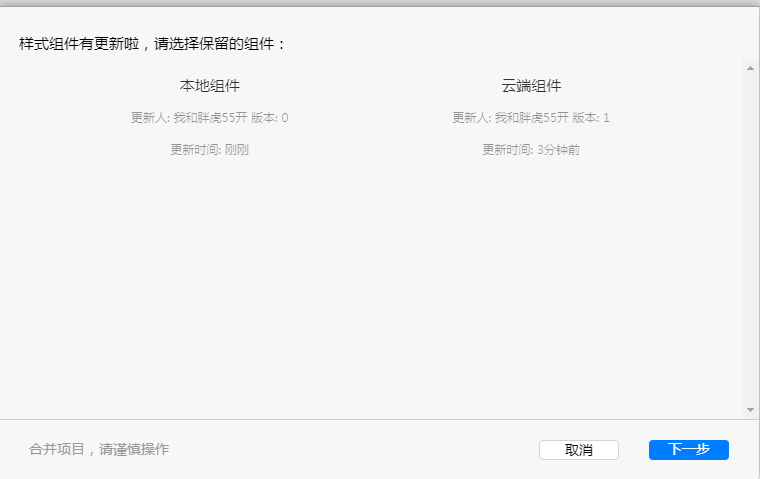 样式组件有更新啦，请选择保留的组件：
本地组件
更新人: 我和胖虎55开 版本: 0
更新时间: 刚刚
云端组件
更新人: 我和胖虎55开 版本: 1
更新时间: 3分钟前
合并项目，请谨慎操作
取消
下一步